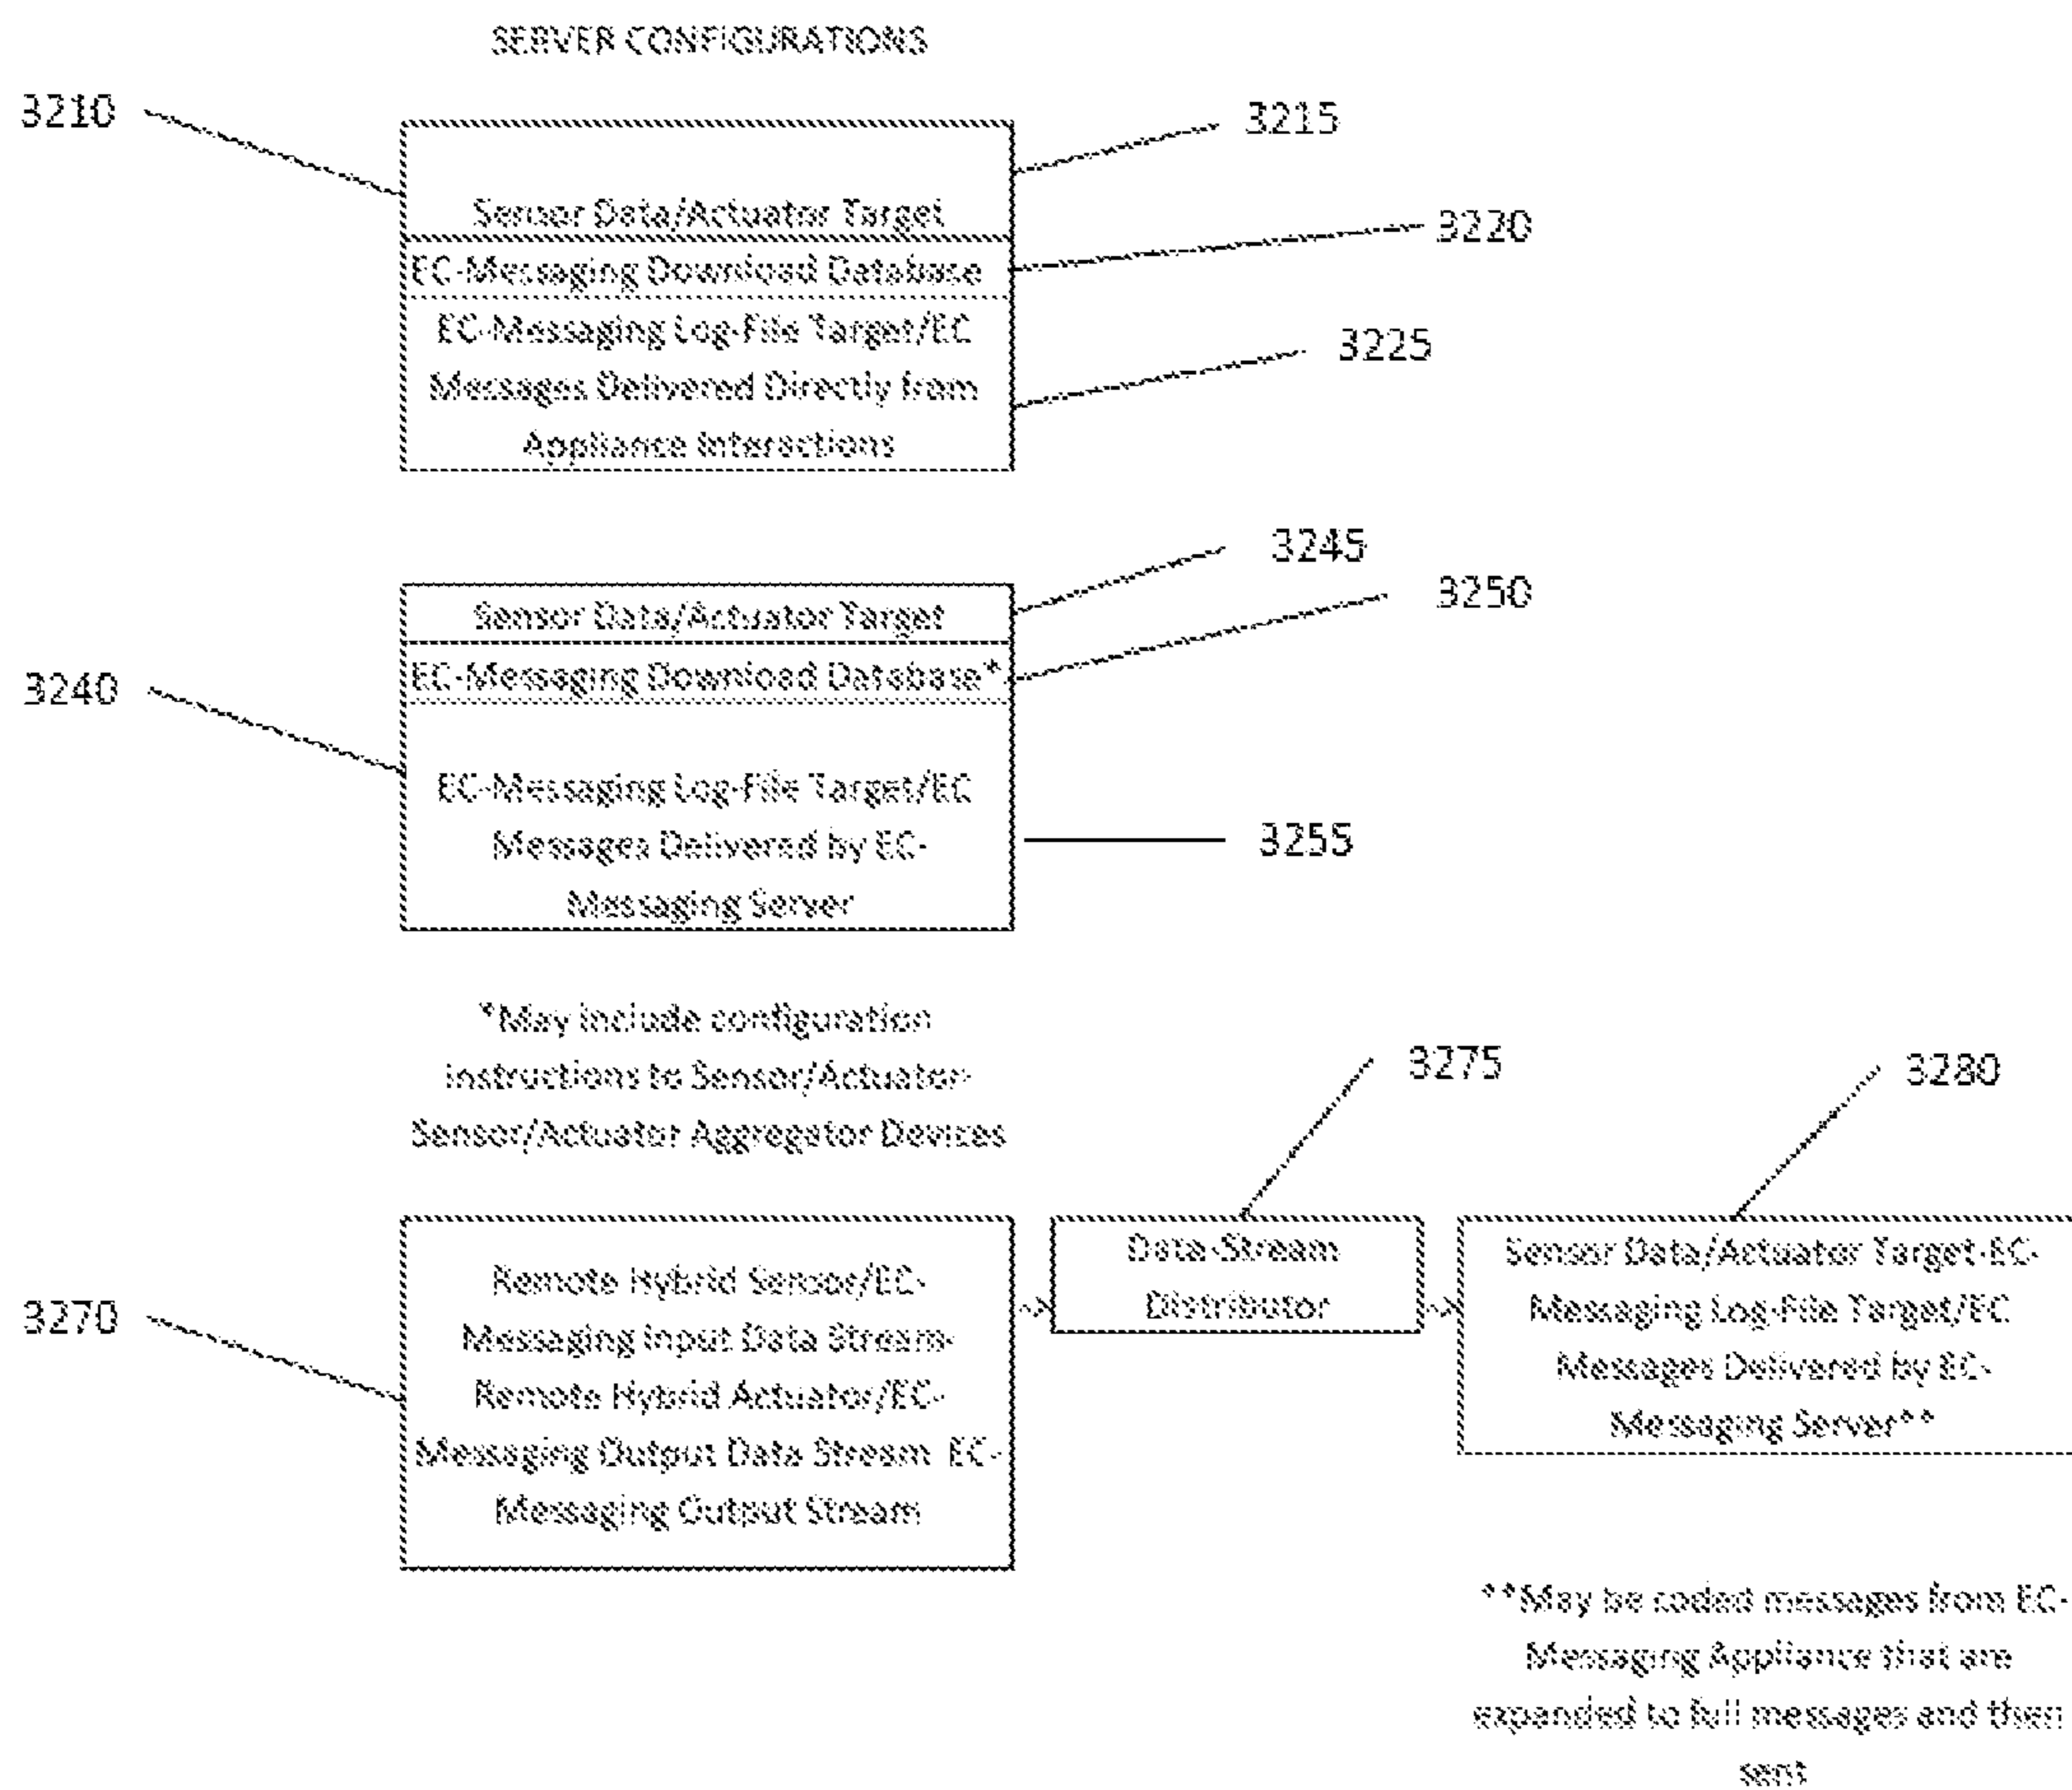 SERVER CONFIGURATIONS
3210
3215
Sensor Data/Actuator Target
3220
EC-Messaging Download Database
EC-Messaging Log-File Target/EC
3225
Messages Delivered Directly from
Appliance Interactions
3245
3250
Sensor Data/Actuator Target
EC-Messaging Download Database*
3240
EC-Messaging Log-File Target/EC
Messages Delivered by EC-
3255
Messaging Server
*May include configuration
instructions to Sensor/Actuator-
Sensor/Actuator Aggregator Devices
3275
3280
3270
Remote Hybrid Sensor/EC-
Messaging Input Data Stream-
Remote Hybrid Actuator/EC-
Messaging Output Data Stream EC-
Messaging Output Stream
Data-Stream
Distributor
Sensor Data/Actuator Target-EC-
Messaging Log-File Target/EC
Messages Delivered by EC-
Messaging Server**
**May be coded messages from EC-
Messaging Appliance that are
expanded to full messages and then
sent